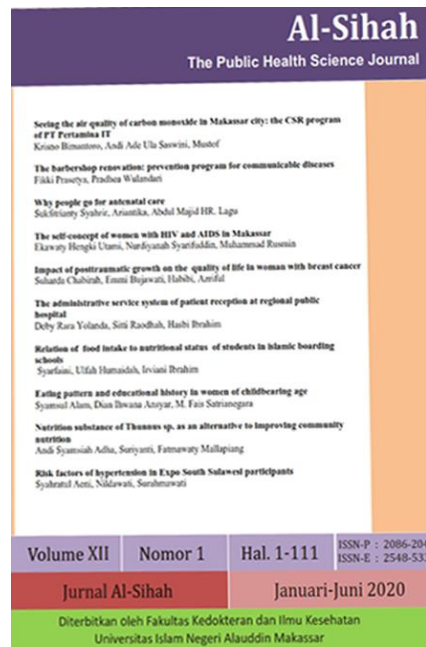 Al-Sihah
The Public Health Science Journal
Seeing the air quality of carbon monoxide in Makassar city: the CSR program
of PT Pertamina IT
Andi Ade Ula Saswini,
The barbershop renovation: prevention program for communicable diseases
Fikki Prasetya, Pradhea Wulandari
Why people go for antenatal care
Syahrir, Ariantika, Abdul Majid HR. Lagu
The self-concept of women with HIV and AIDS in Makassar
Ekawaty Hengki Utami, Nurdiyanah Syarifuddin, Muhammad Rusmin
Impact of posttraumatic growth on the quality of life in woman with breast cancer
Suharda Chabirah, Emmi Bujawati, Habibi,
The administrative service system of patient reception at regional public
hospital
Deby Rara Yolanda, Sitti Raodhah, Hasbi Ibrahim
Relation of food intake to nutritional status of students in Islamic boarding
schools
Syarfaini, Ulfah Humaidah, Irviani Ibrahim
Eating pattern and educational history in women of childbearing age
Syamsul Alam, Dian Ihwana Ansyar, M. Fais Satrianegara
Nutrition substance of Thunnus sp. as an alternative to improving community
nutrition
Andi Syamsiah Adha, Suriyanti, Fatmawaty Mallapiang
Risk factors of hypertension in Expo South Sulawesi participants
Syahratul Aeni, Nildawati, Surahmawati
Volume XII
Nomor 1
Hal. 1-111
ISSN-P : 2086-204
ISSN-E : 2548-533
Jurnal Al-Sihah
Januari-Juni 2020
Diterbitkan oleh Fakultas Kedokteran dan Ilmu Kesehatan
Universitas Islam Negeri Alauddin Makassar